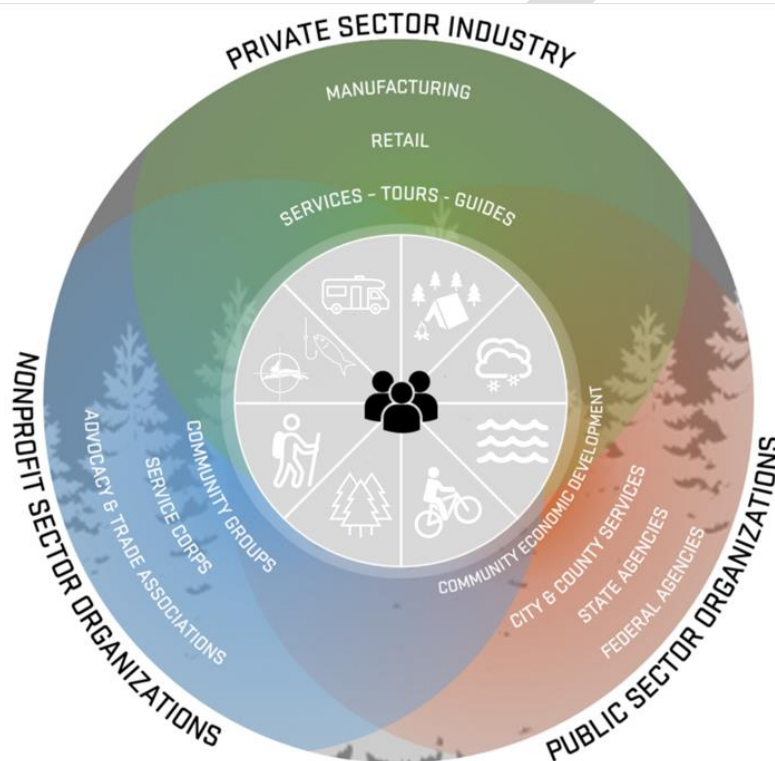 PRIVATE SECTOR INDUSTRY
MANUFACTURING
RETAIL
SERVICES – TOURS - GUIDES
NONPROFIT SECTOR ORGANIZATIONS
ADVOCACY & TRADE ASSOCIATIONS
SERVICE CORPS
COMMUNITY GROUPS
COMMUNITY ECONOMIC DEVELOPMENT
CITY & COUNTY SERVICES
STATE AGENCIES
FEDERAL AGENCIES
PUBLIC SECTOR ORGANIZATIONS